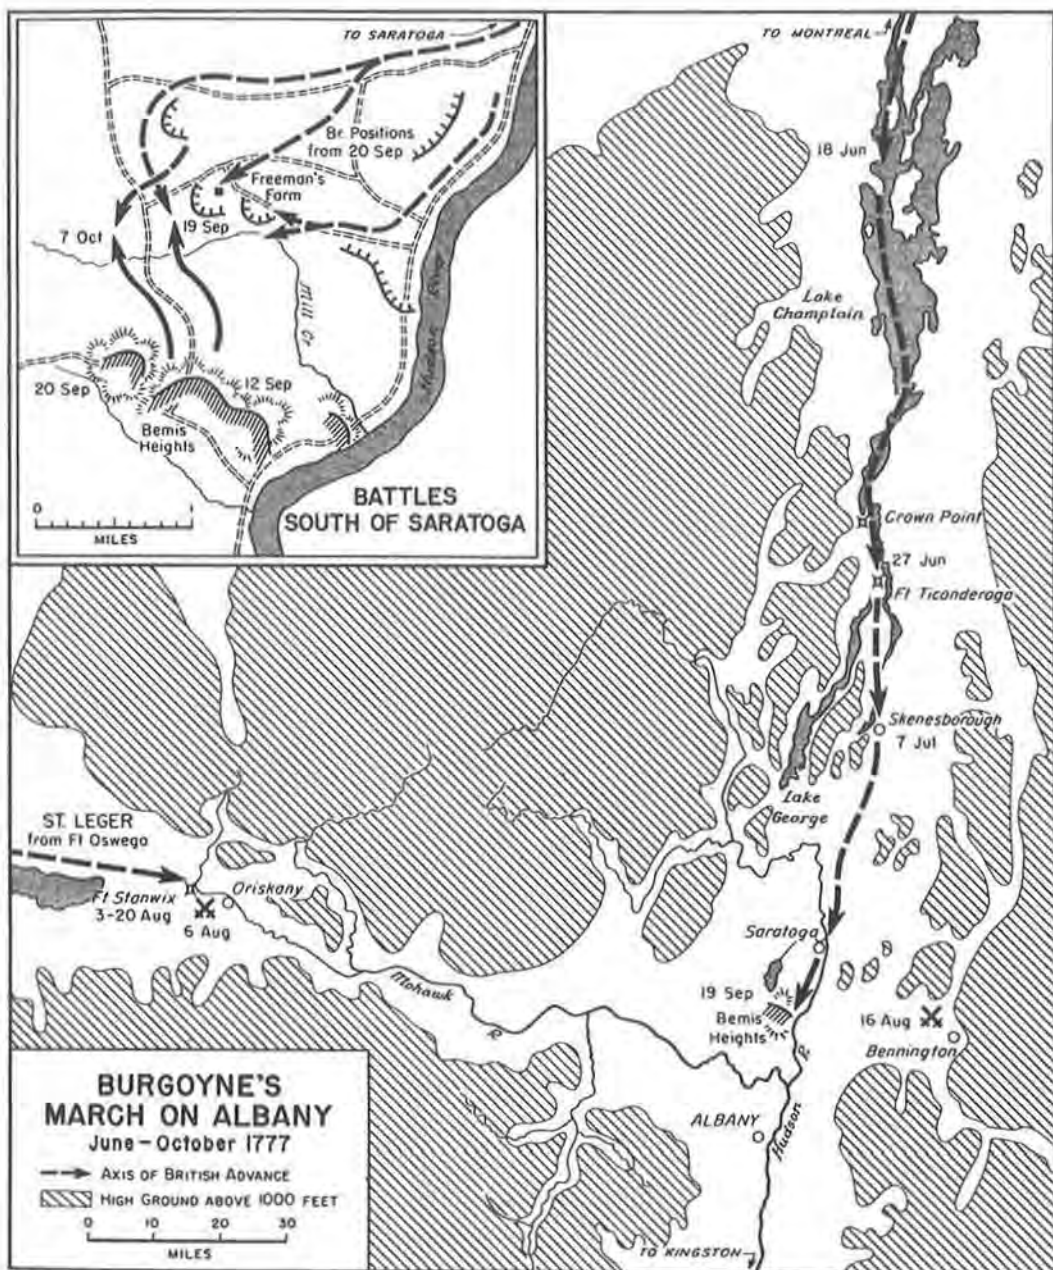 TO SARATOGA
Br. Positions
from 20 Sep
Freeman's
Farm
19 Sep
7 Oct
Mill Cr
Hudson River
20 Sep
12 Sep
Bemis
Heights
BATTLES
SOUTH OF SARATOGA
0 1
MILES
TO MONTREAL
18 Jun
Lake
Champlain
Crown Point
27 Jun
Ft Ticonderoga
Skenesborough
7 Jul
Lake
George
ST. LEGER
from Ft Oswego
Ft Stanwix
3-20 Aug
Oriskany
6 Aug
Mohawk R
Saratoga
19 Sep
Bemis
Heights
16 Aug
Bennington
ALBANY
Hudson R
TO KINGSTON
BURGOYNE'S
MARCH ON ALBANY
June-October 1777
AXIS OF BRITISH ADVANCE
HIGH GROUND ABOVE 1000 FEET
0 10 20 30
MILES